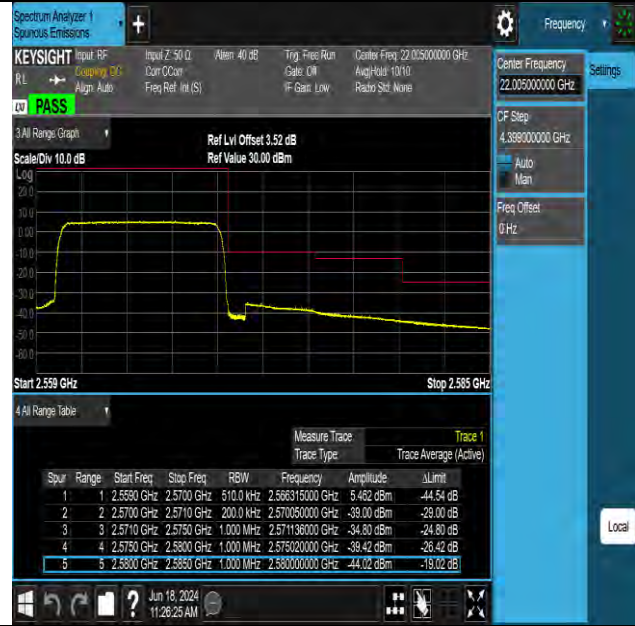 Spectrum Analyzer 1
Spurious Emissions
Frequency
KEYSIGHT Input: RF Input Z: 50 Ω Atten: 40 dB Trig: Free Run Center Freq: 22.005000000 GHz
RL Coupling: DC Corr CCorr Gate: Off Avg|Hold: 10/10
Align: Auto Freq Ref: Int (S) IF Gain: Low Radio Std: None
LXI PASS
Center Frequency
22.005000000 GHz
Settings
CF Step
4.399000000 GHz
Auto
Man
Freq Offset
0 Hz
3 All Range Graph
Ref Lvl Offset 3.52 dB
Scale/Div 10.0 dB Ref Value 30.00 dBm
Log
20.0
10.0
0.00
-10.0
-20.0
-30.0
-40.0
-50.0
-60.0
Start 2.559 GHz Stop 2.585 GHz
4 All Range Table
Measure Trace Trace 1
Trace Type Trace Average (Active)
Spur Range Start Freq Stop Freq RBW Frequency Amplitude ΔLimit
1 1 2.5590 GHz 2.5700 GHz 510.0 kHz 2.566315000 GHz 5.462 dBm -44.54 dB
2 2 2.5700 GHz 2.5710 GHz 200.0 kHz 2.570050000 GHz -39.00 dBm -29.00 dB
3 3 2.5710 GHz 2.5750 GHz 1.000 MHz 2.571136000 GHz -34.80 dBm -24.80 dB
4 4 2.5750 GHz 2.5800 GHz 1.000 MHz 2.575020000 GHz -39.42 dBm -26.42 dB
5 5 2.5800 GHz 2.5850 GHz 1.000 MHz 2.580000000 GHz -44.02 dBm -19.02 dB
Local
? Jun 18, 2024
11:26:25 AM